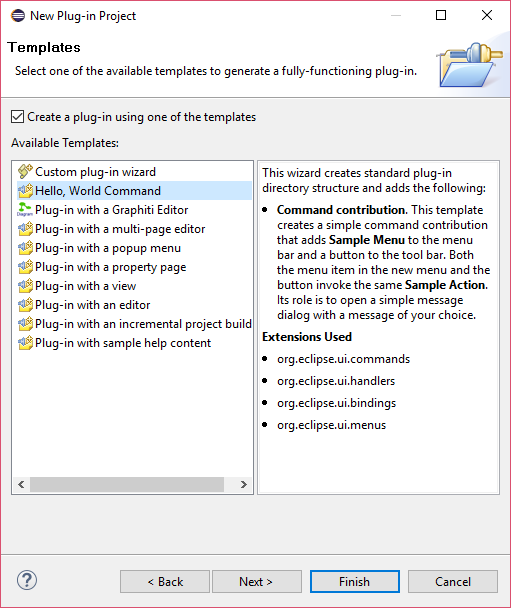 New Plug-in Project
Templates
Select one of the available templates to generate a fully-functioning plug-in.
Create a plug-in using one of the templates
Available Templates:
Custom plug-in wizard
Hello, World Command
Plug-in with a Graphiti Editor
Plug-in with a multi-page editor
Plug-in with a popup menu
Plug-in with a property page
Plug-in with a view
Plug-in with an editor
Plug-in with an incremental project build
Plug-in with sample help content
This wizard creates standard plug-in
directory structure and adds the following:
• Command contribution. This template
creates a simple command contribution
that adds Sample Menu to the menu
bar and a button to the tool bar. Both
the menu item in the new menu and the
button invoke the same Sample Action.
Its role is to open a simple message
dialog with a message of your choice.
Extensions Used
• org.eclipse.ui.commands
• org.eclipse.ui.handlers
• org.eclipse.ui.bindings
• org.eclipse.ui.menus
? < Back Next > Finish Cancel